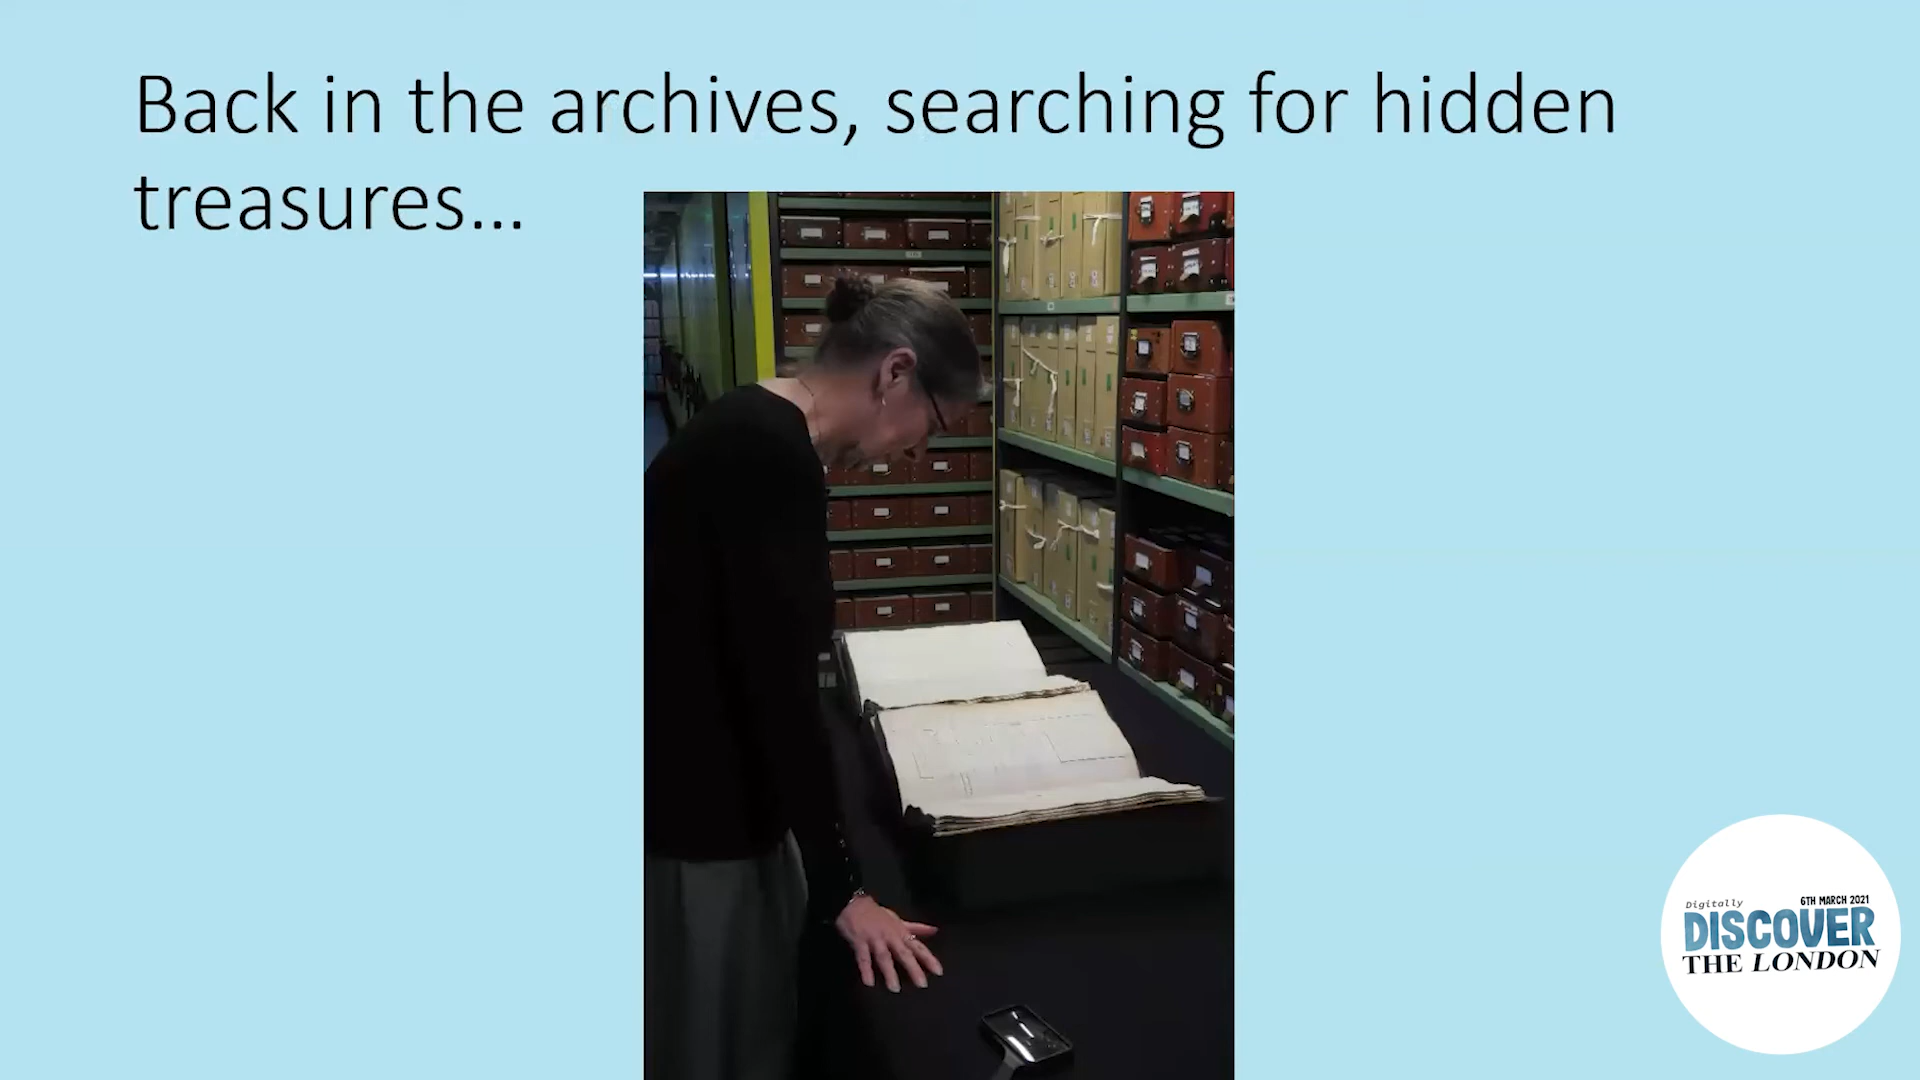 Back in the archives, searching for hidden
treasures...
Digitally
6TH MARCH 2021
DISCOVER
THE LONDON